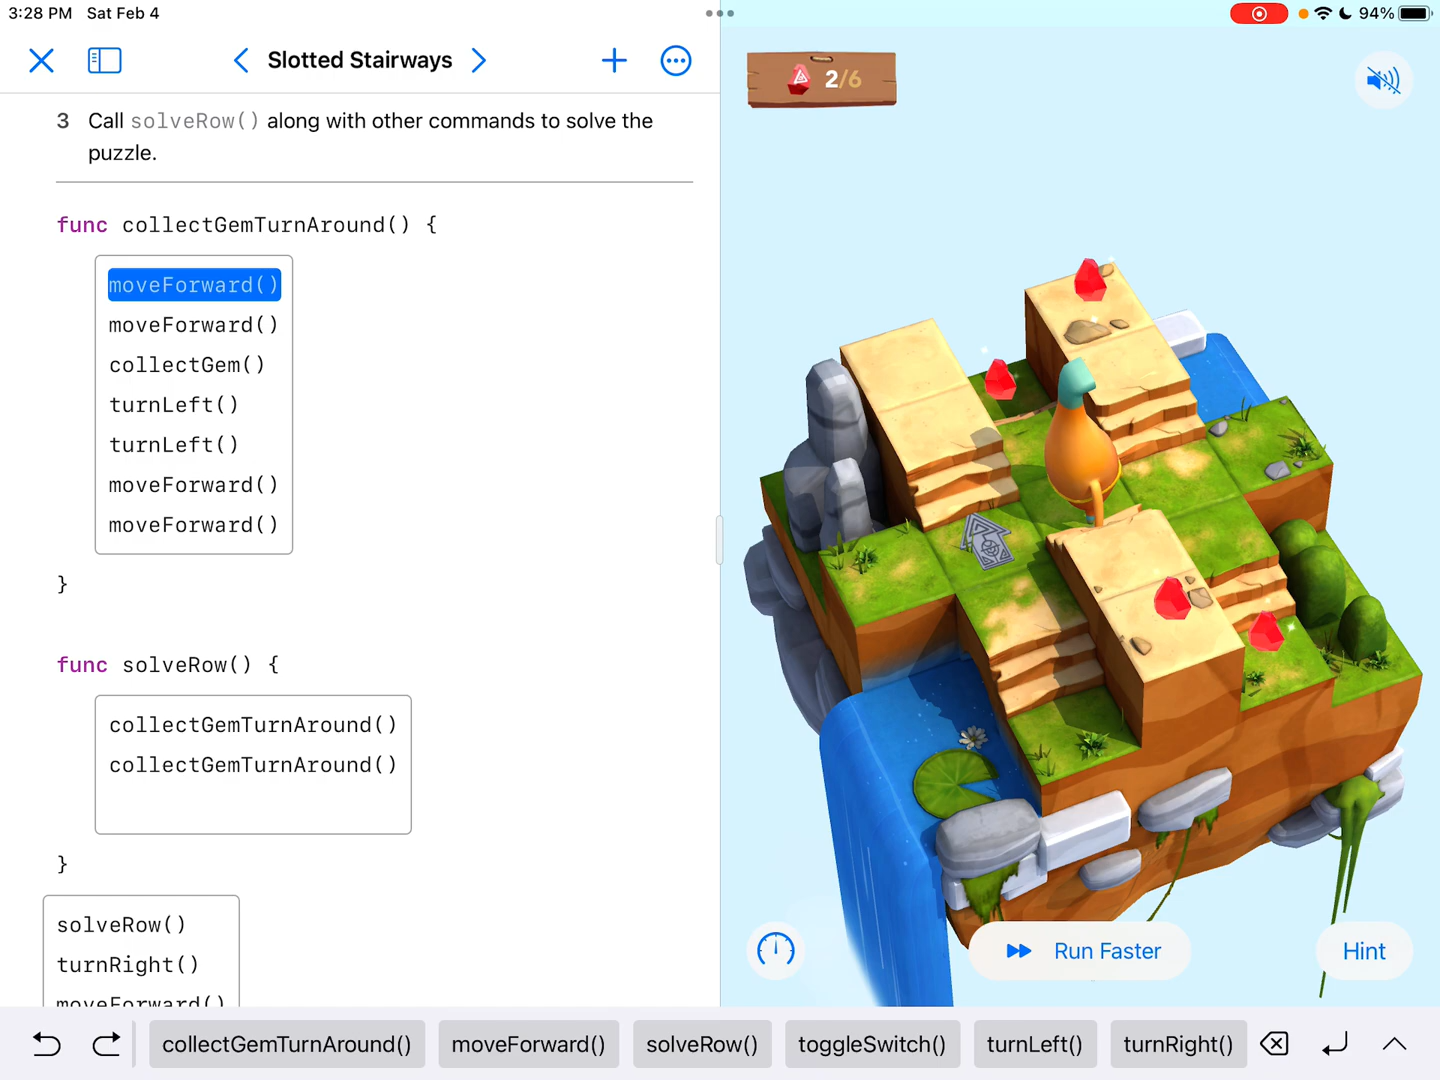 3:28 PM Sat Feb 4
94%
Slotted Stairways
3 Call solveRow() along with other commands to solve the
puzzle.
func collectGemTurnAround() {
moveForward()
moveForward()
collectGem()
turnLeft()
turnLeft()
moveForward()
moveForward()
}
func solveRow() {
collectGemTurnAround()
collectGemTurnAround()
}
solveRow()
turnRight()
moveForward()
2/6
Run Faster
Hint
collectGemTurnAround() moveForward() solveRow() toggleSwitch() turnLeft() turnRight()